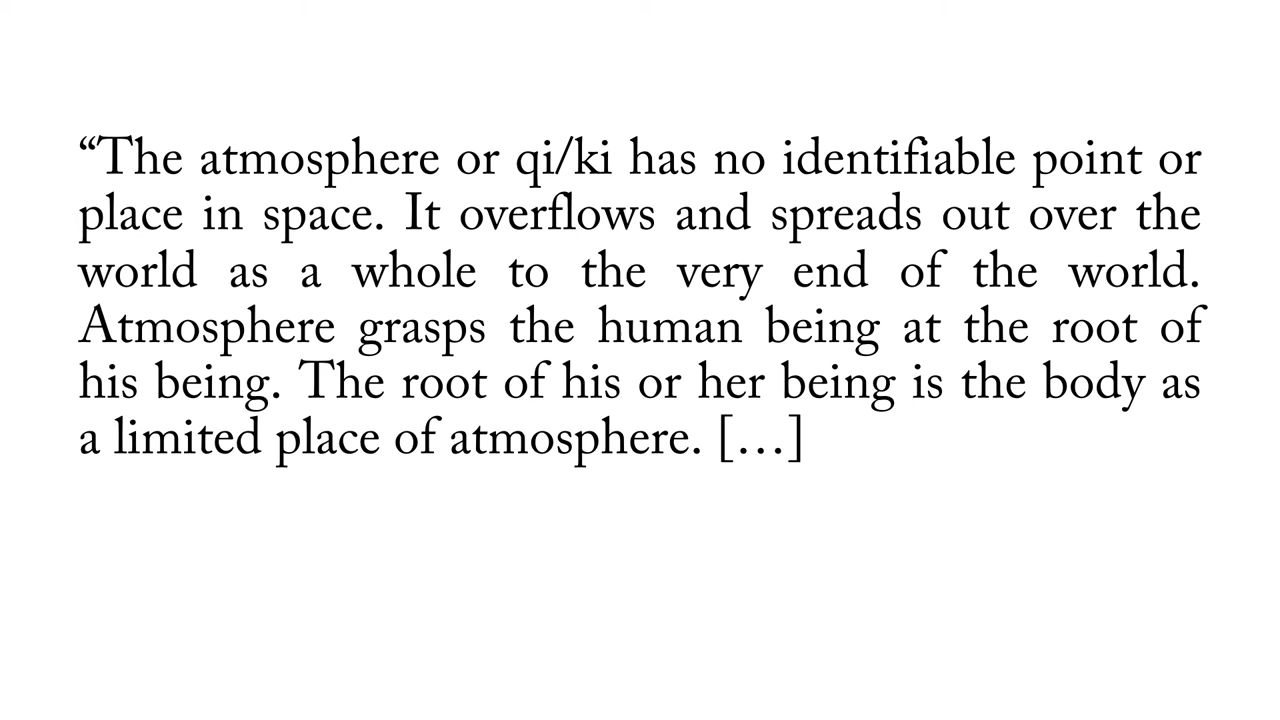 “The atmosphere or qi/ki has no identifiable point or
place in space. It overflows and spreads out over the
world as a whole to the very end of the world.
Atmosphere grasps the human being at the root of
his being. The root of his or her being is the body as
a limited place of atmosphere. […]